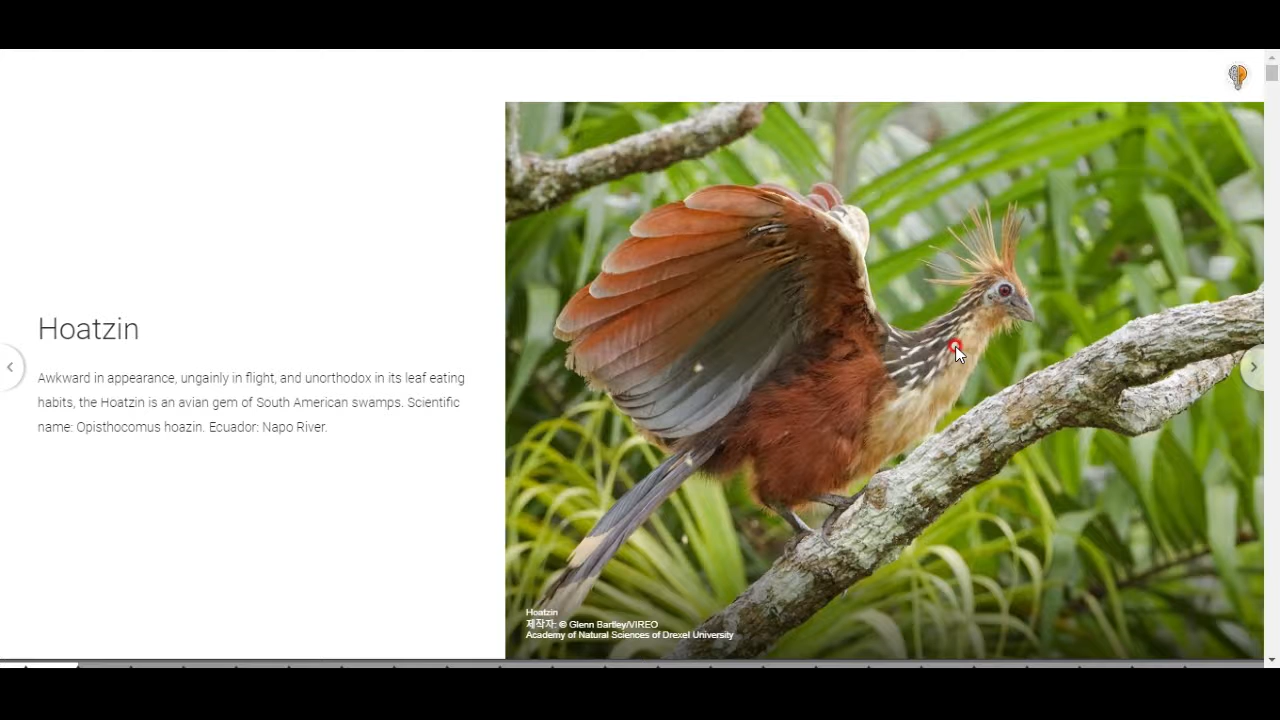 Hoatzin
Awkward in appearance, ungainly in flight, and unorthodox in its leaf eating
habits, the Hoatzin is an avian gem of South American swamps. Scientific
name: Opisthocomus hoazin. Ecuador: Napo River.
Hoatzin
제작자: © Glenn Bartley/VIREO
Academy of Natural Sciences of Drexel University